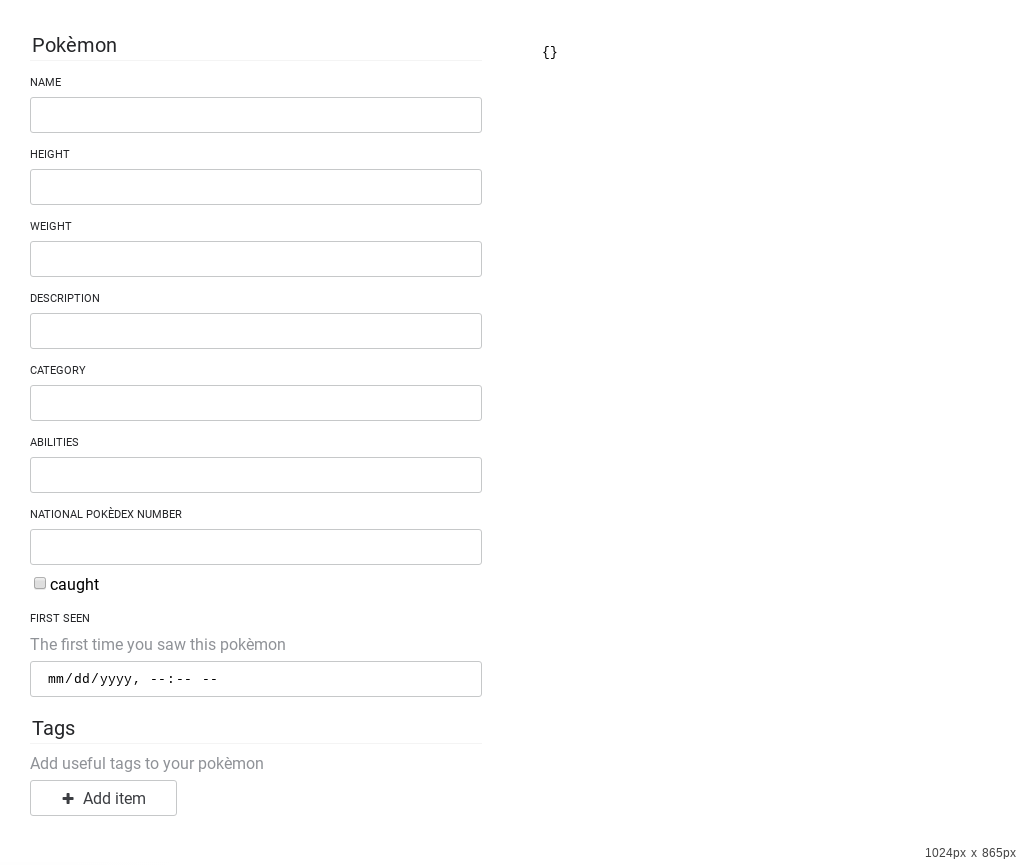 Pokèmon
{}
NAME
HEIGHT
WEIGHT
DESCRIPTION
CATEGORY
ABILITIES
NATIONAL POKÈDEX NUMBER
caught
FIRST SEEN
The first time you saw this pokèmon
mm/dd/yyyy, --:-- --
Tags
Add useful tags to your pokèmon
Add item
1024px x 865px